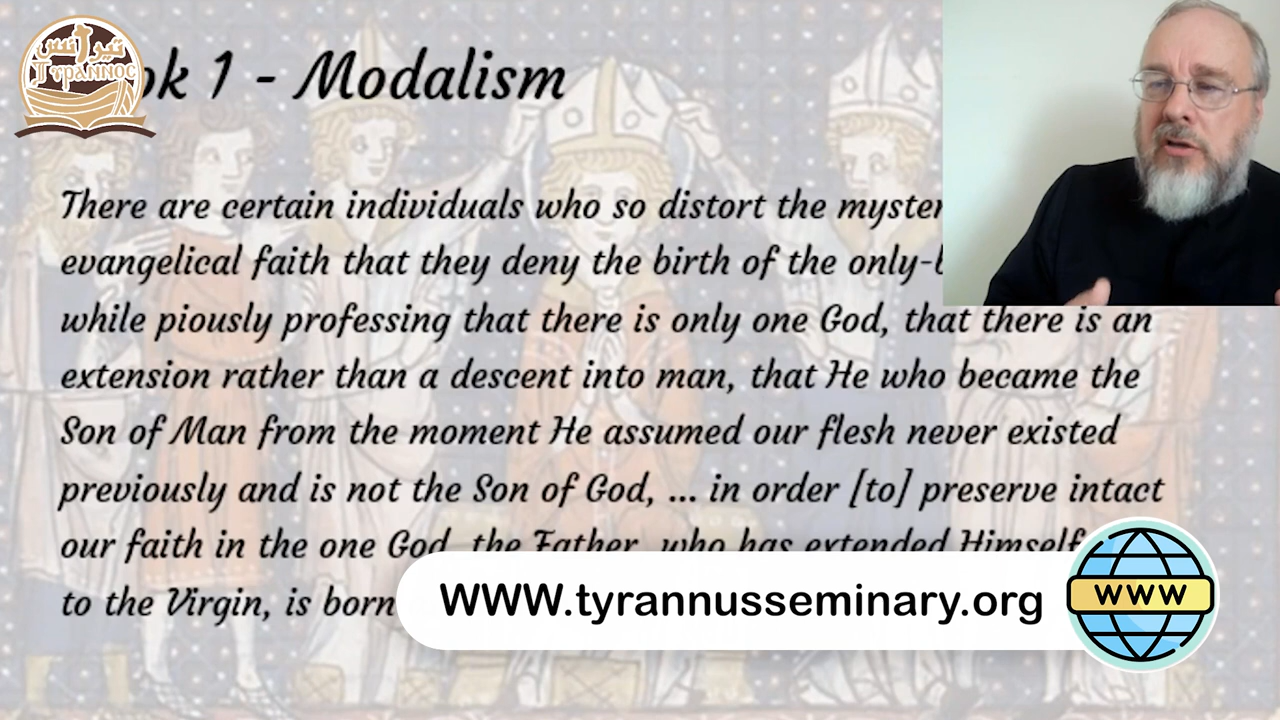 تيرانس
Τύραννος
ok 1 - Modalism
There are certain individuals who so distort the
evangelical faith that they deny the birth of the
while piously professing that there is only one God, that there is an
extension rather than a descent into man, that He who became the
Son of Man from the moment He assumed our flesh never existed
previously and is not the Son of God, ... in order [to] preserve intact
our faith in the one God, the Father, who has extended Himself
to the Virgin, is born
WWW.tyrannusseminary.org
WWW